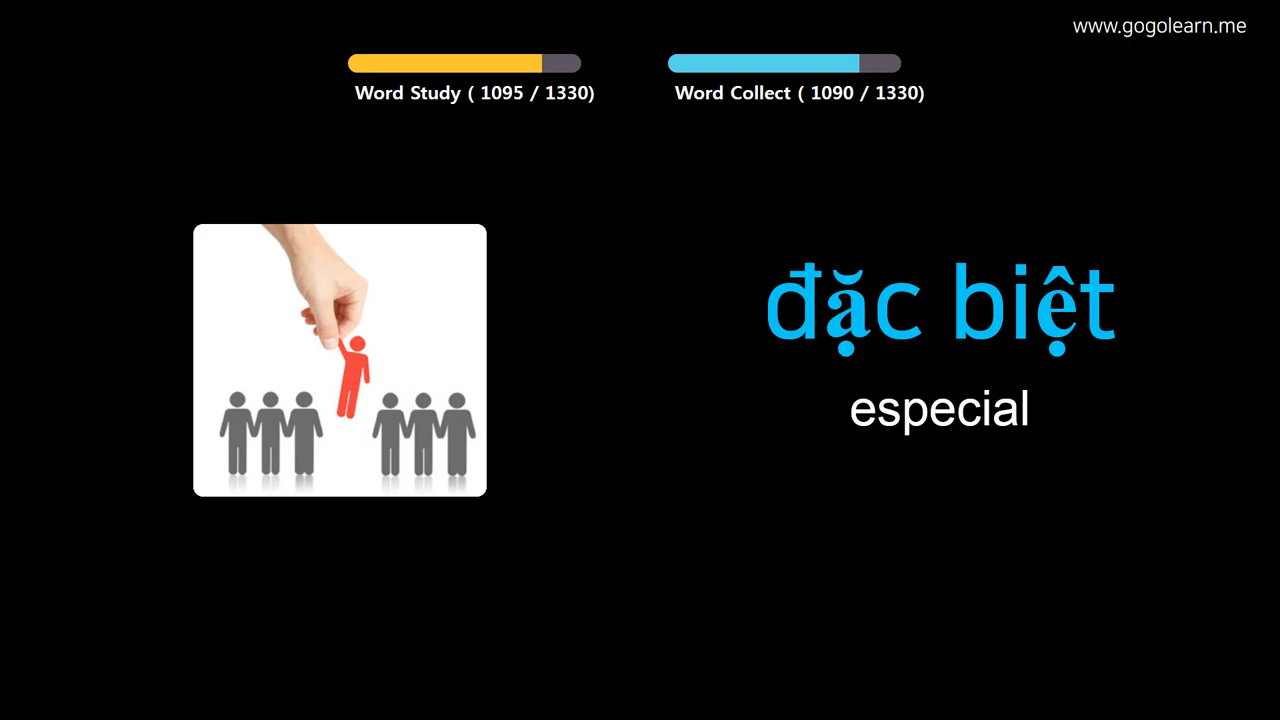 www.gogolearn.me
Word Study ( 1095 / 1330)
Word Collect ( 1090 / 1330)
đặc biệt
especial